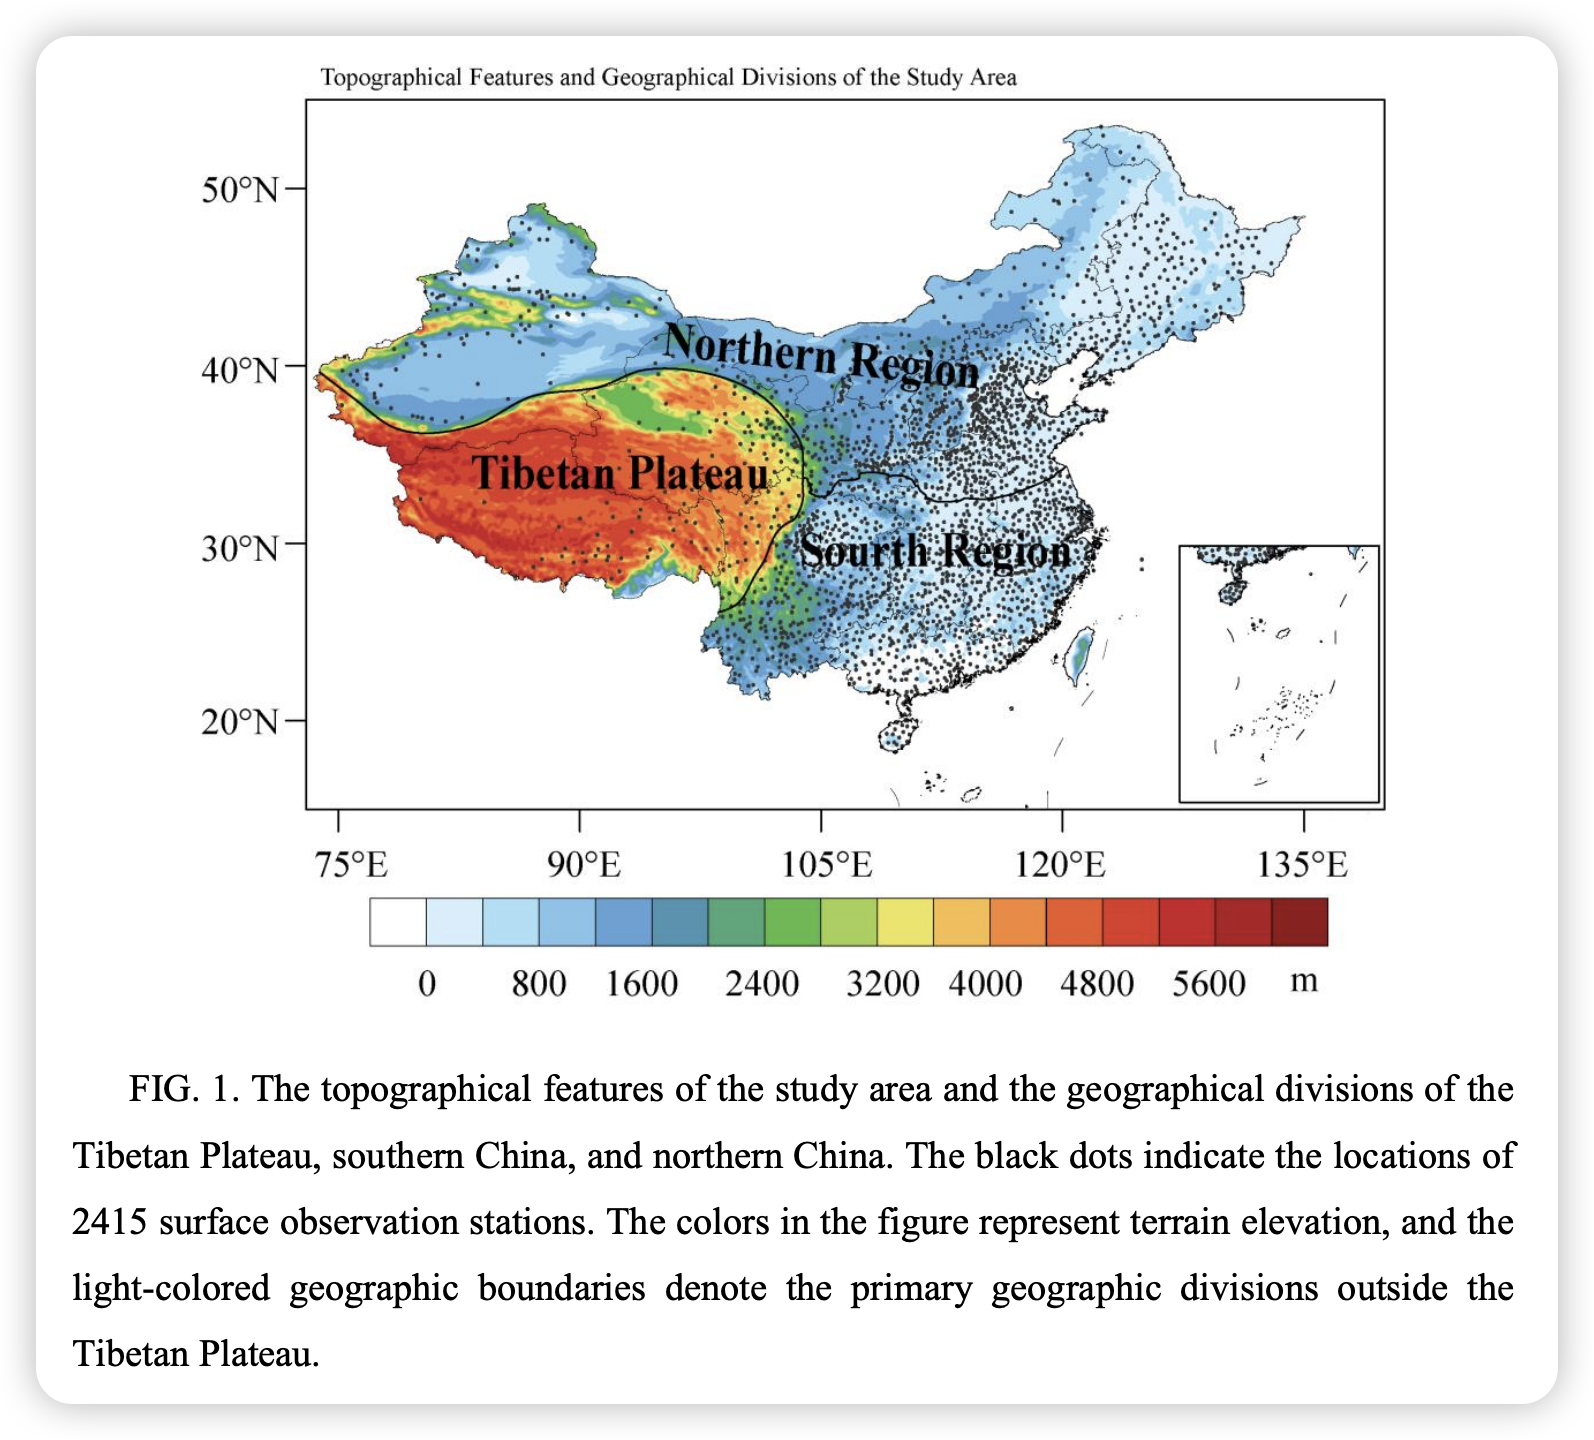 Topographical Features and Geographical Divisions of the Study Area
50°N
40°N
30°N
20°N
Northern Region
Tibetan Plateau
Sourth Region
75°E 90°E 105°E 120°E 135°E
0 800 1600 2400 3200 4000 4800 5600 m
FIG. 1. The topographical features of the study area and the geographical divisions of the
Tibetan Plateau, southern China, and northern China. The black dots indicate the locations of
2415 surface observation stations. The colors in the figure represent terrain elevation, and the
light-colored geographic boundaries denote the primary geographic divisions outside the
Tibetan Plateau.